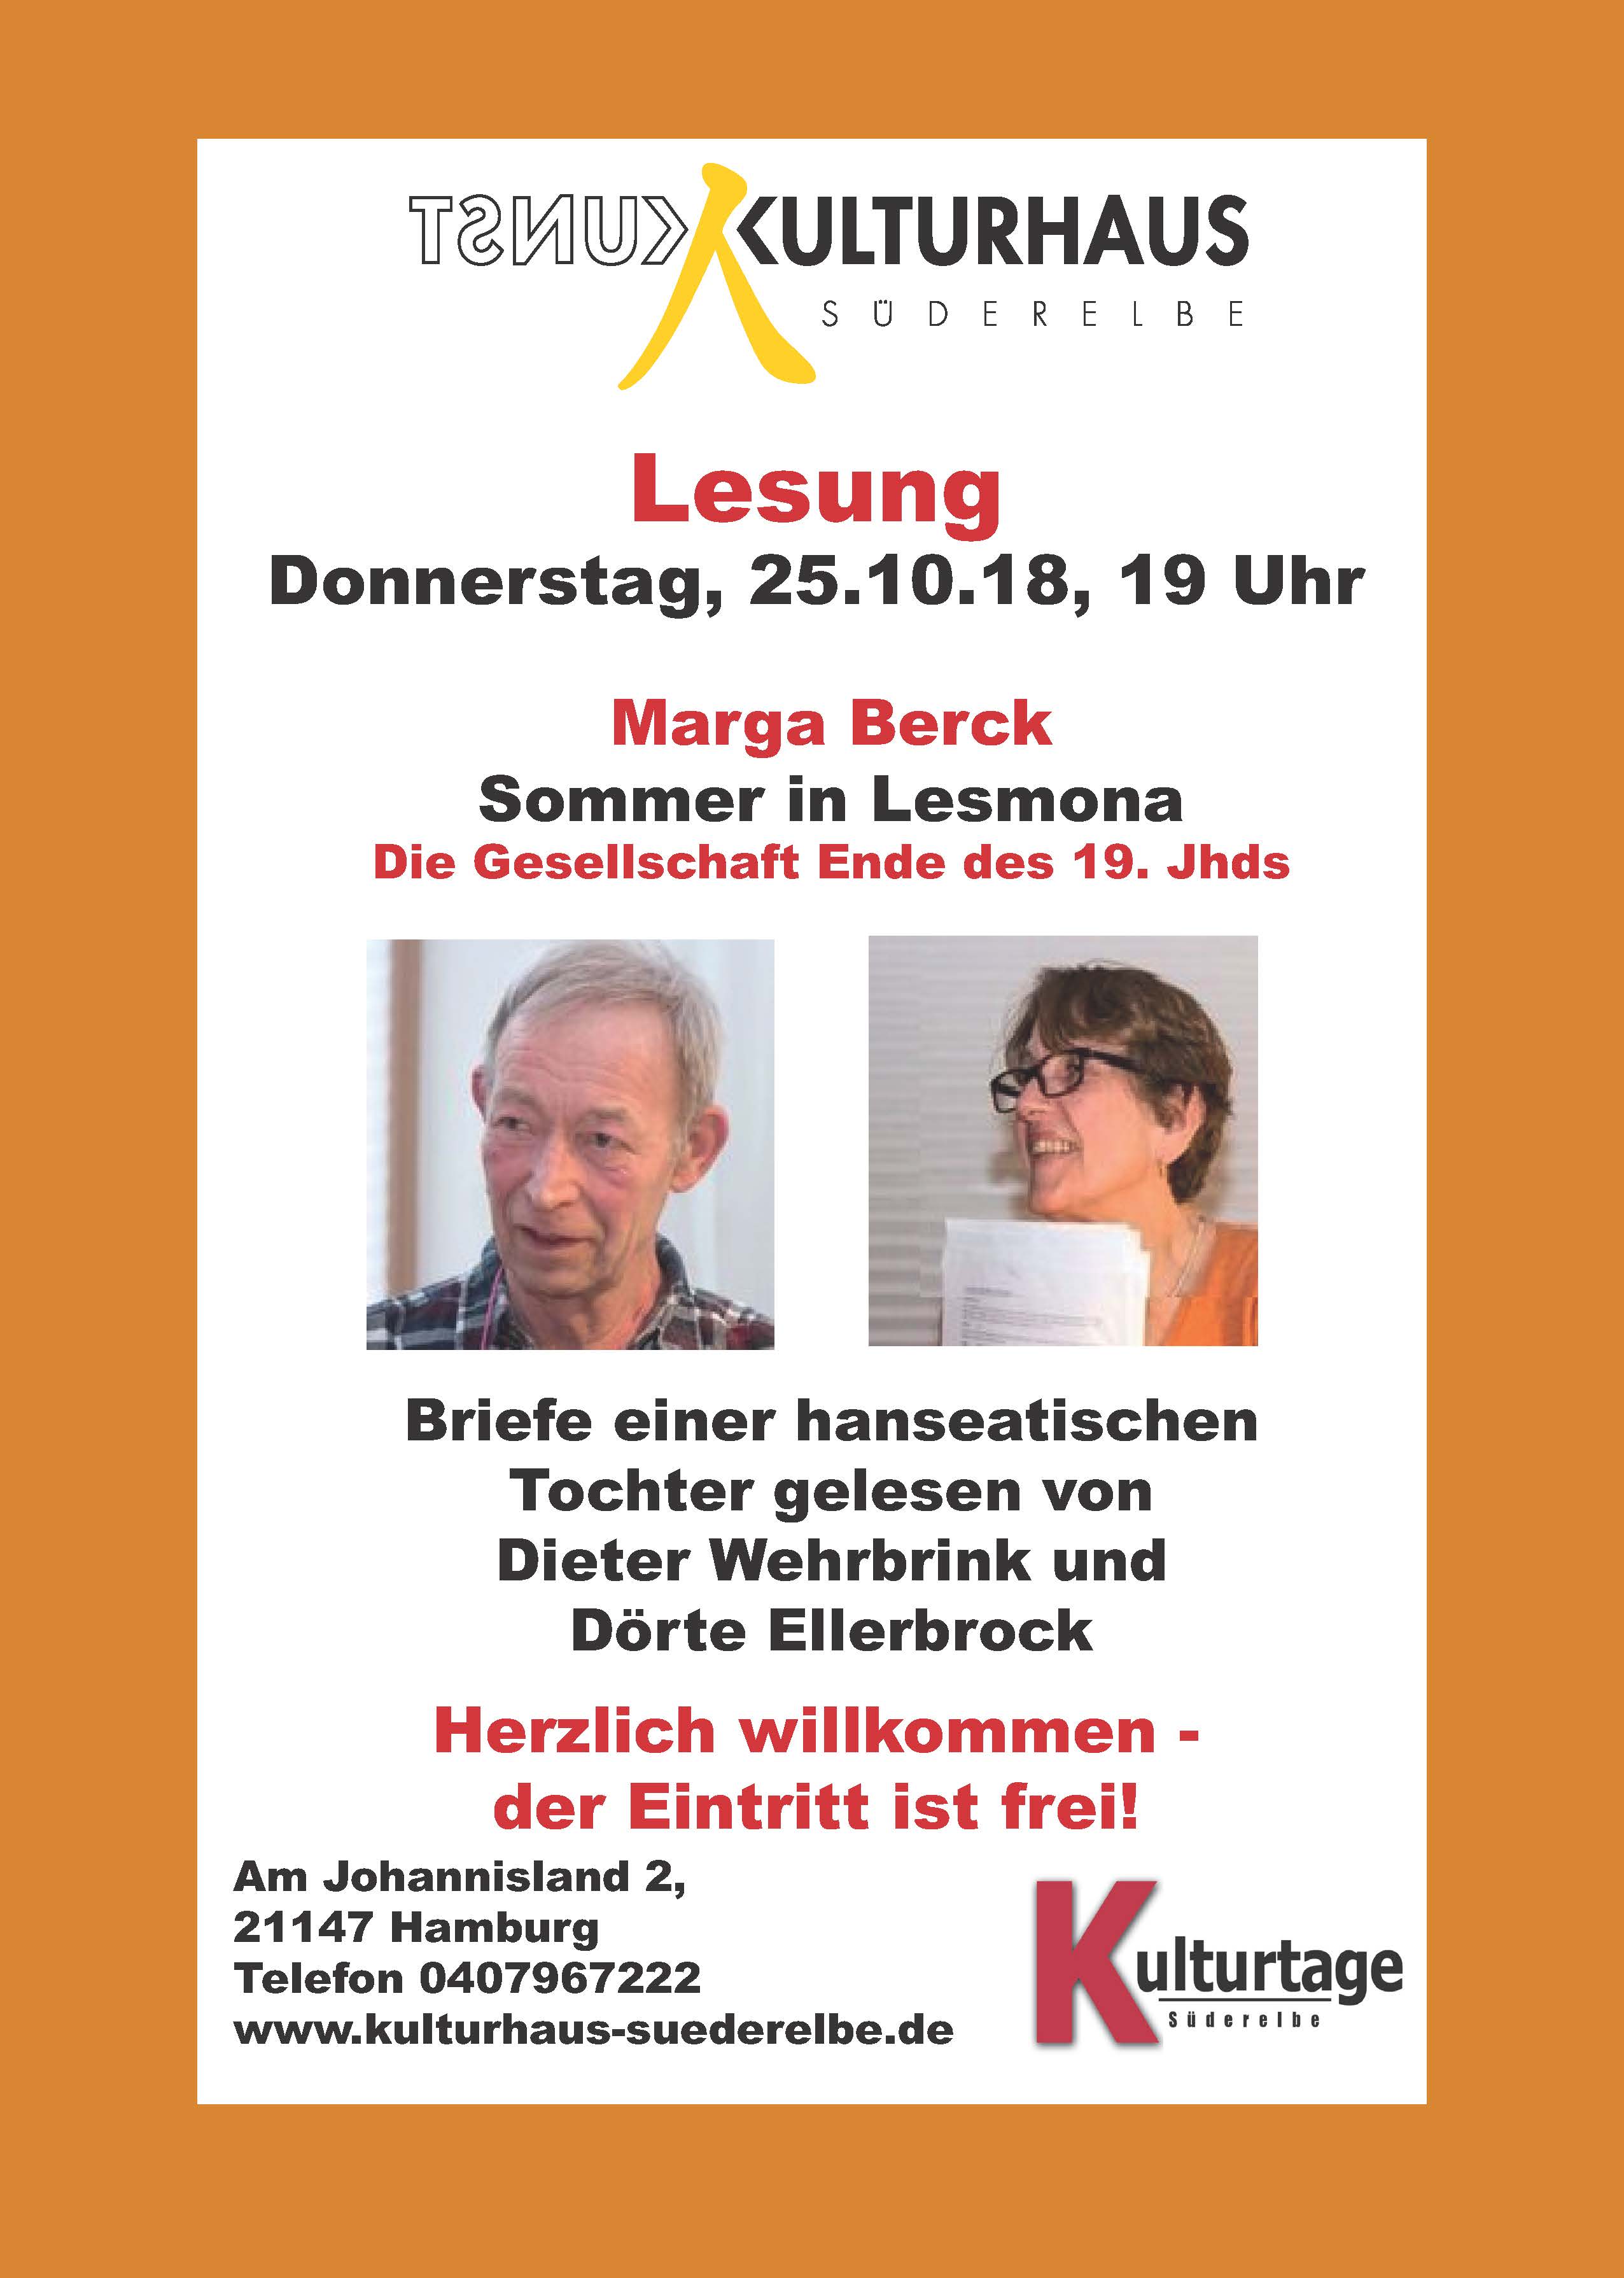 KUNST KULTURHAUS
SÜDERELBE
Lesung
Donnerstag, 25.10.18, 19 Uhr
Marga Berck
Sommer in Lesmona
Die Gesellschaft Ende des 19. Jhds
Briefe einer hanseatischen
Tochter gelesen von
Dieter Wehrbrink und
Dörte Ellerbrock
Herzlich willkommen -
der Eintritt ist frei!
Am Johannisland 2,
21147 Hamburg
Telefon 0407967222
www.kulturhaus-suederelbe.de
Kulturtage
Süderelbe